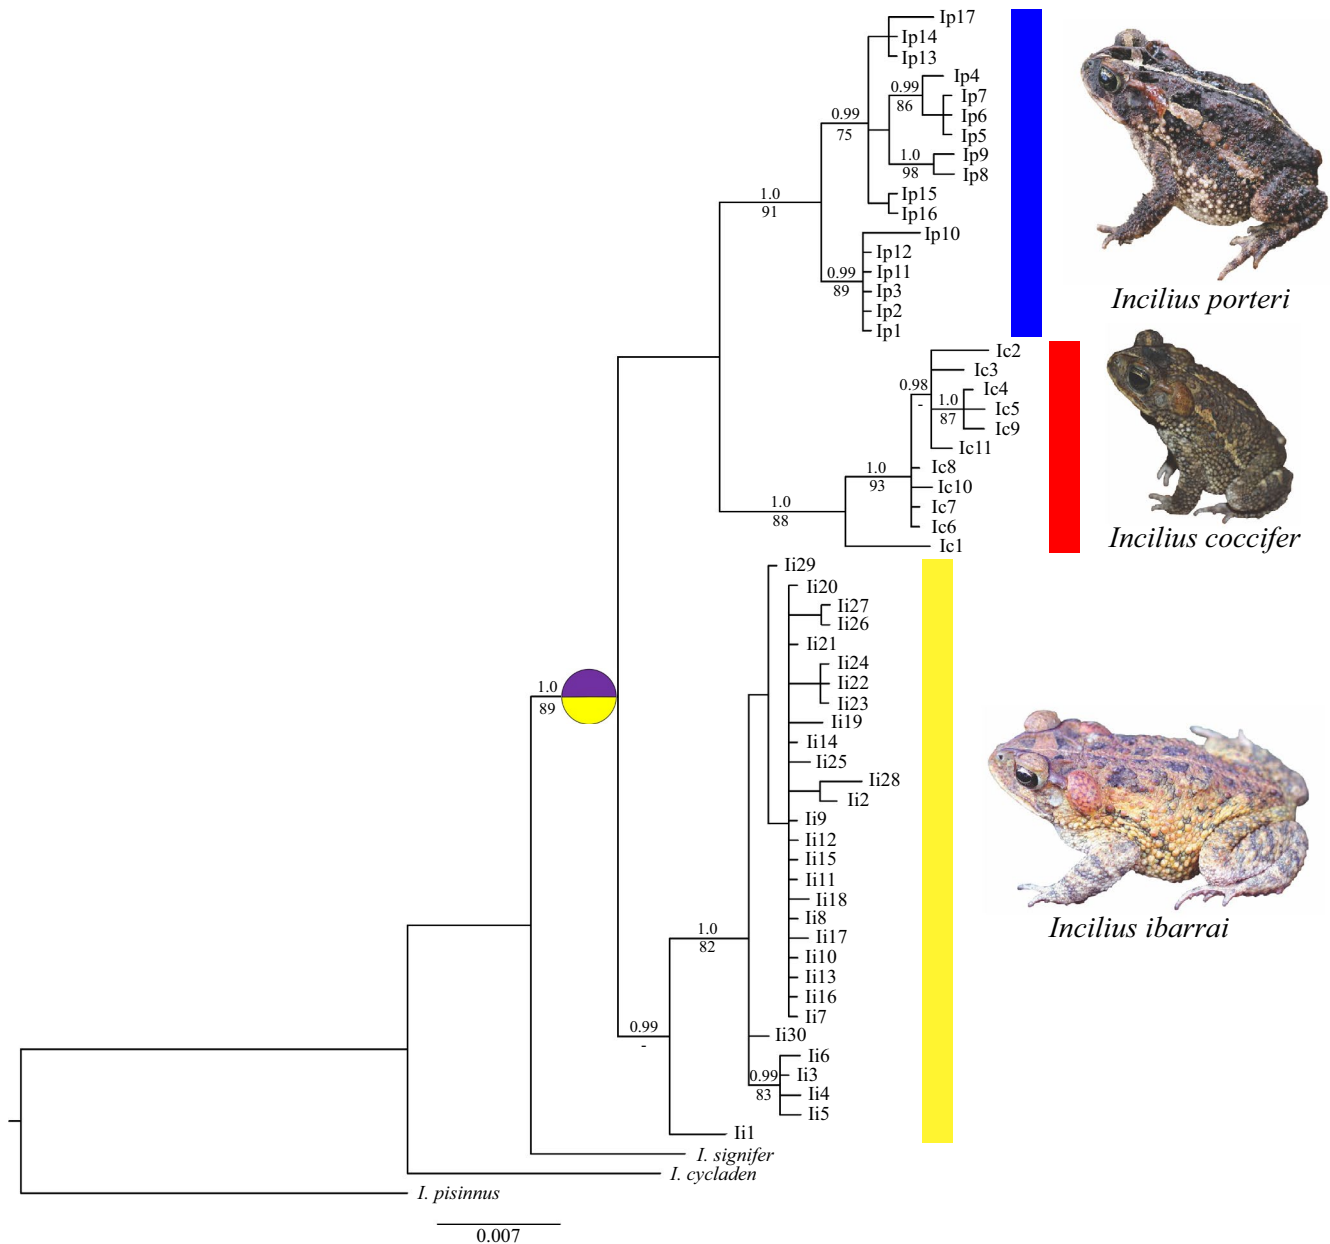 Ip17
Ip14
Ip13
0.99
Ip4
86
Ip7
Ip6
Ip5
0.99
75
1.0
Ip9
98
Ip8
1.0
91
Ip15
Ip16
Ip10
Ip12
0.99
Ip11
89
Ip3
Ip2
Ip1
Incilius porteri
Ic2
Ic3
0.98
-
Ic4
1.0
Ic5
87
Ic9
Ic11
1.0
Ic8
93
Ic10
Ic7
Ic6
1.0
88
Ic1
Incilius coccifer
Ii29
Ii20
Ii27
Ii26
Ii21
Ii24
Ii22
Ii23
1.0
89
Ii19
Ii14
Ii25
Ii28
Ii2
Ii9
Ii12
Ii15
Ii11
Ii18
Ii8
1.0
82
Ii17
Ii10
Ii13
Ii16
Ii7
Incilius ibarrai
0.99
-
Ii30
Ii6
0.99
Ii3
83
Ii4
Ii5
Ii1
I. signifer
I. cycladen
I. pisinnus
0.007